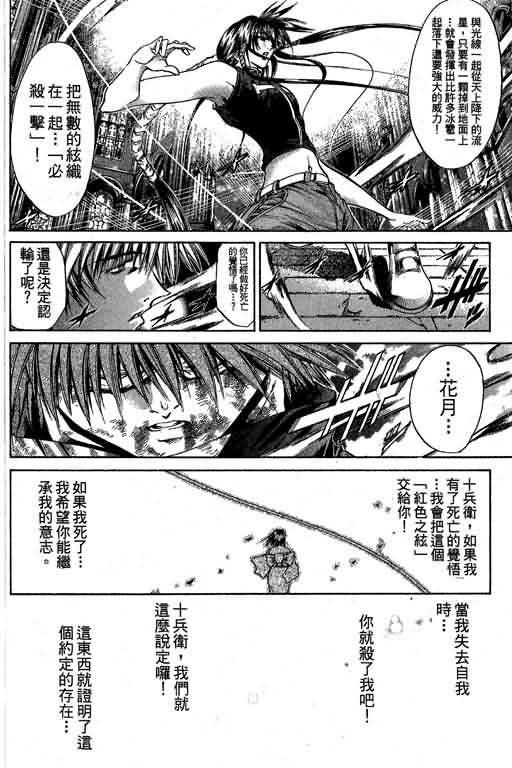 與光線一起從天上降下的流
星，只要有一顆掉到地面上
…就會發揮出比許多冰雹一
起落下還要強大的威力！
把無數的絃織
在一起…「必
殺一擊」！
你已經做好死亡
的覺悟了嗎…？
還是決定認
輸了呢？
…花月…
十兵衛，如果我
有了死亡的覺悟
…我會把這個
「紅色之絃」
交給你！
如果我死了…
我希望你能繼
承我的意志。
當我失去自我
時…
你就殺了我吧！
十兵衛，我們就
這麼說定囉！
這東西就證明了這
個約定的存在…